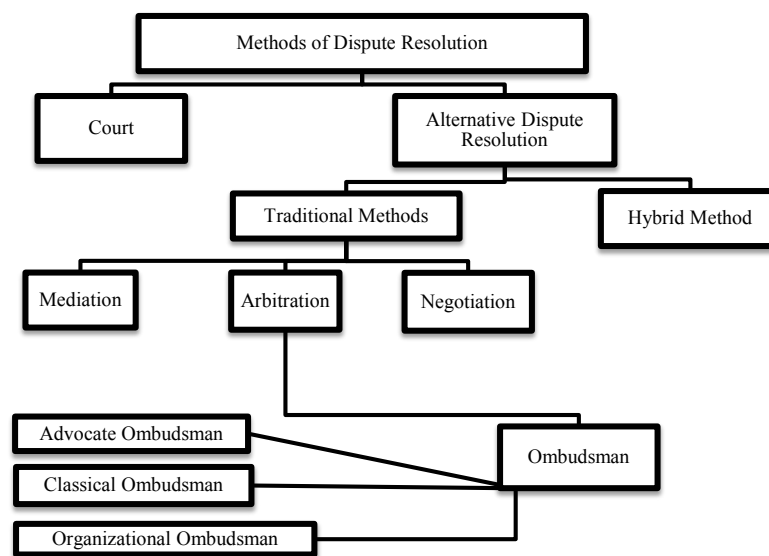 Methods of Dispute Resolution
Court
Alternative Dispute
Resolution
Traditional Methods
Hybrid Method
Mediation
Arbitration
Negotiation
Advocate Ombudsman
Ombudsman
Classical Ombudsman
Organizational Ombudsman